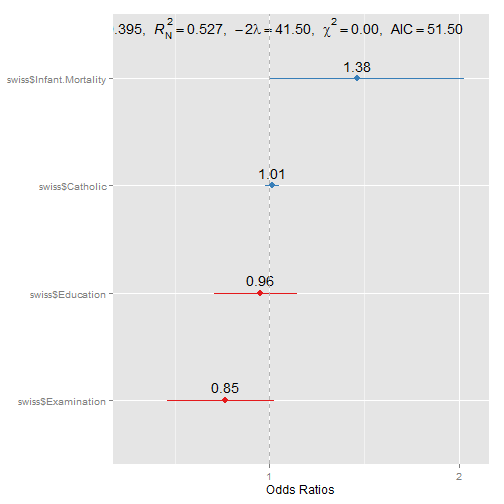 .395, R²N = 0.527, −2λ = 41.50, χ² = 0.00, AIC = 51.50
swiss$Infant.Mortality
1.38
swiss$Catholic
1.01
swiss$Education
0.96
swiss$Examination
0.85
1 2
Odds Ratios